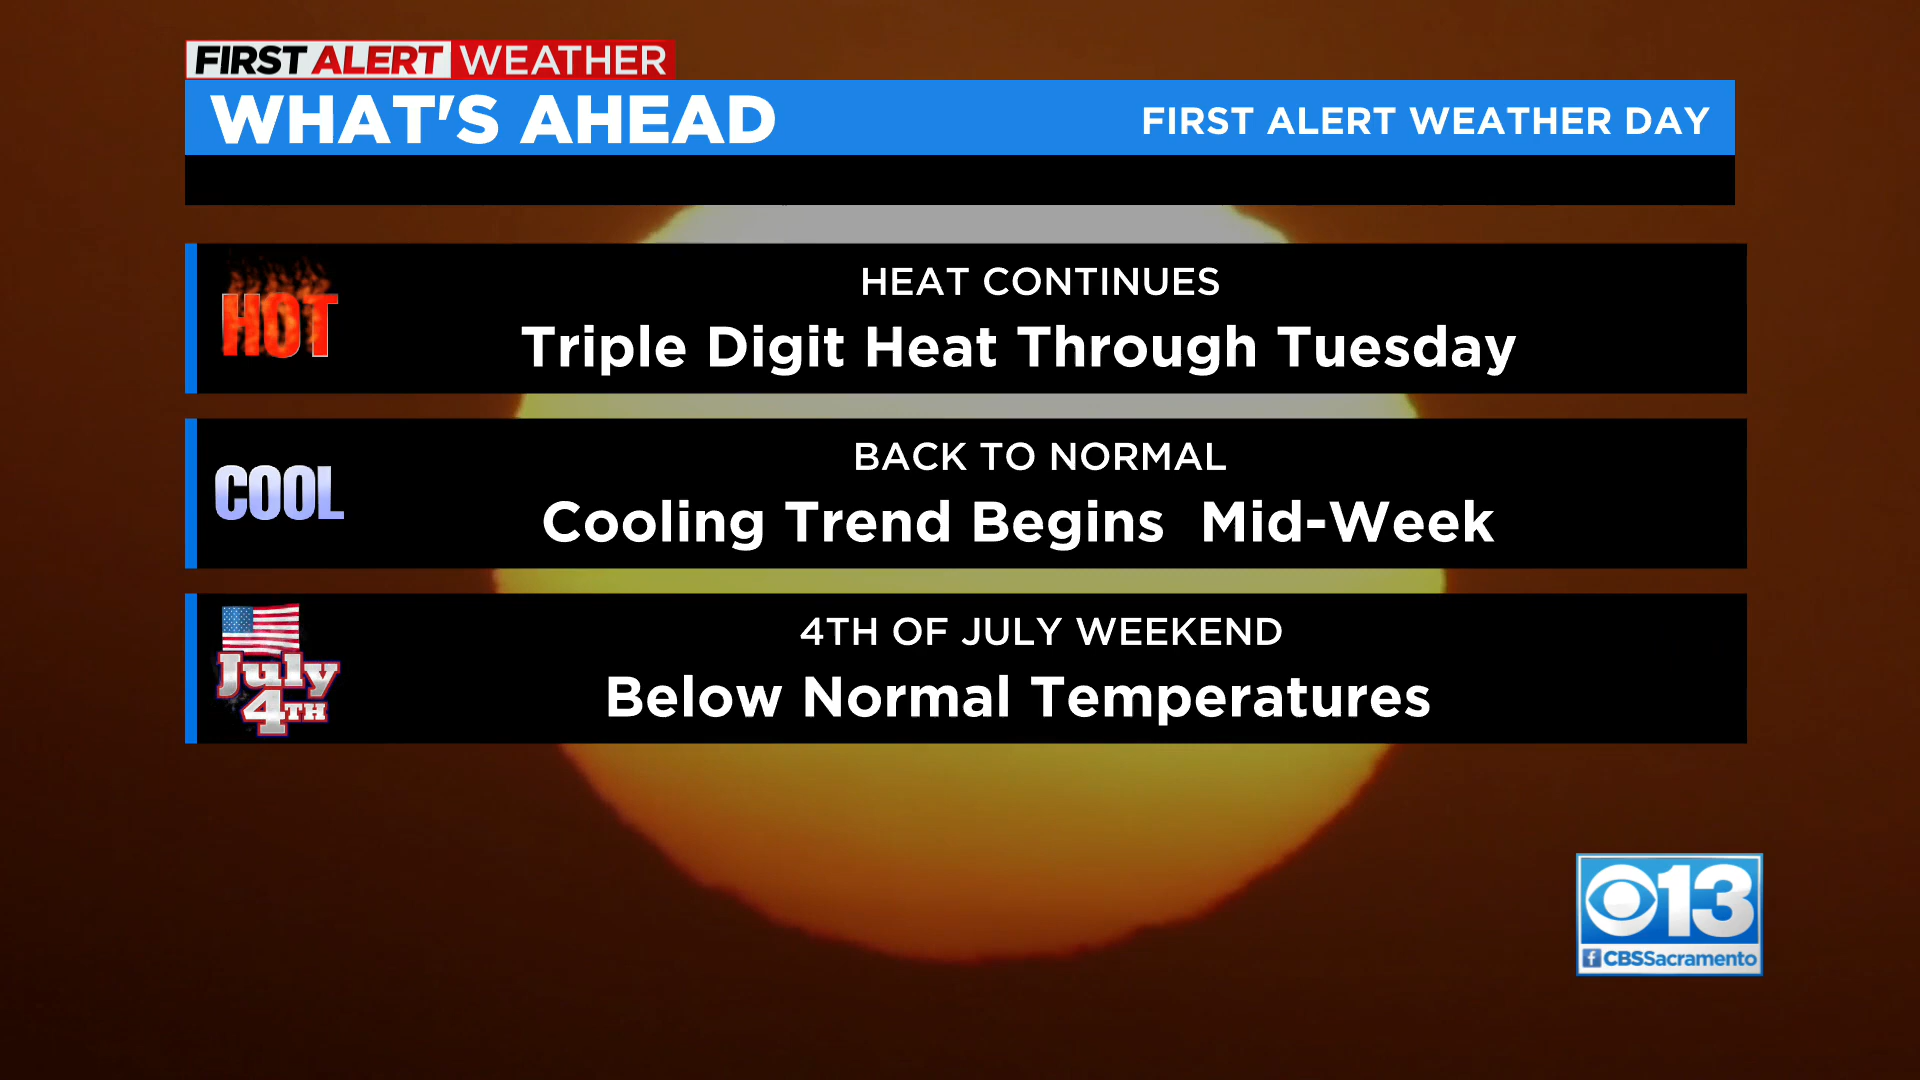 FIRST ALERT WEATHER
WHAT'S AHEAD
FIRST ALERT WEATHER DAY
HOT
HEAT CONTINUES
Triple Digit Heat Through Tuesday
COOL
BACK TO NORMAL
Cooling Trend Begins  Mid-Week
July
4TH
4TH OF JULY WEEKEND
Below Normal Temperatures
13
f CBSSacramento